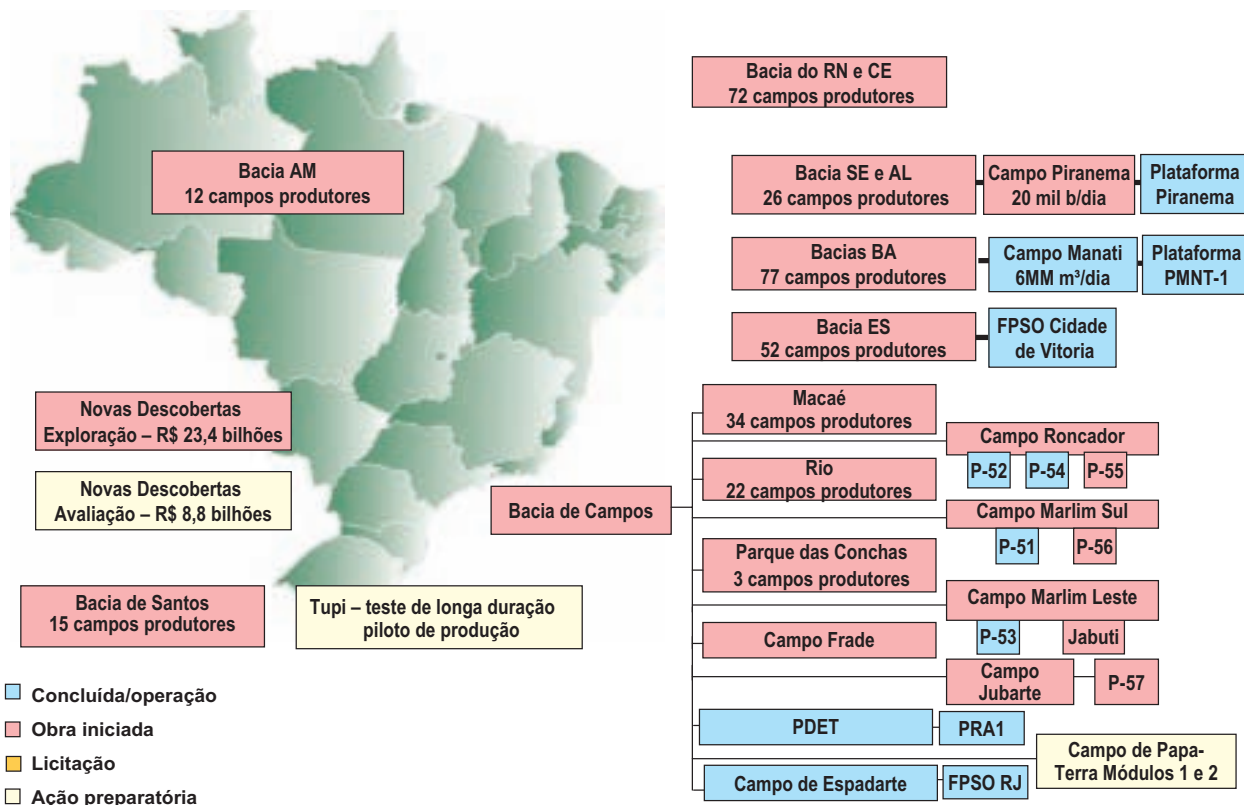 Bacia do RN e CE
72 campos produtores
Bacia AM
12 campos produtores
Bacia SE e AL
26 campos produtores
Campo Piranema
20 mil b/dia
Plataforma
Piranema
Bacias BA
77 campos produtores
Campo Manati
6MM m³/dia
Plataforma
PMNT-1
Bacia ES
52 campos produtores
FPSO Cidade
de Vitoria
Novas Descobertas
Exploração – R$ 23,4 bilhões
Novas Descobertas
Avaliação – R$ 8,8 bilhões
Bacia de Santos
15 campos produtores
Tupi – teste de longa duração
piloto de produção
Bacia de Campos
Macaé
34 campos produtores
Campo Roncador
P-52
P-54
P-55
Rio
22 campos produtores
Campo Marlim Sul
P-51
P-56
Parque das Conchas
3 campos produtores
Campo Marlim Leste
P-53
Jabuti
Campo Frade
Campo
Jubarte
P-57
PDET
PRA1
Campo de Papa-
Terra Módulos 1 e 2
Campo de Espadarte
FPSO RJ
Concluída/operação
Obra iniciada
Licitação
Ação preparatória